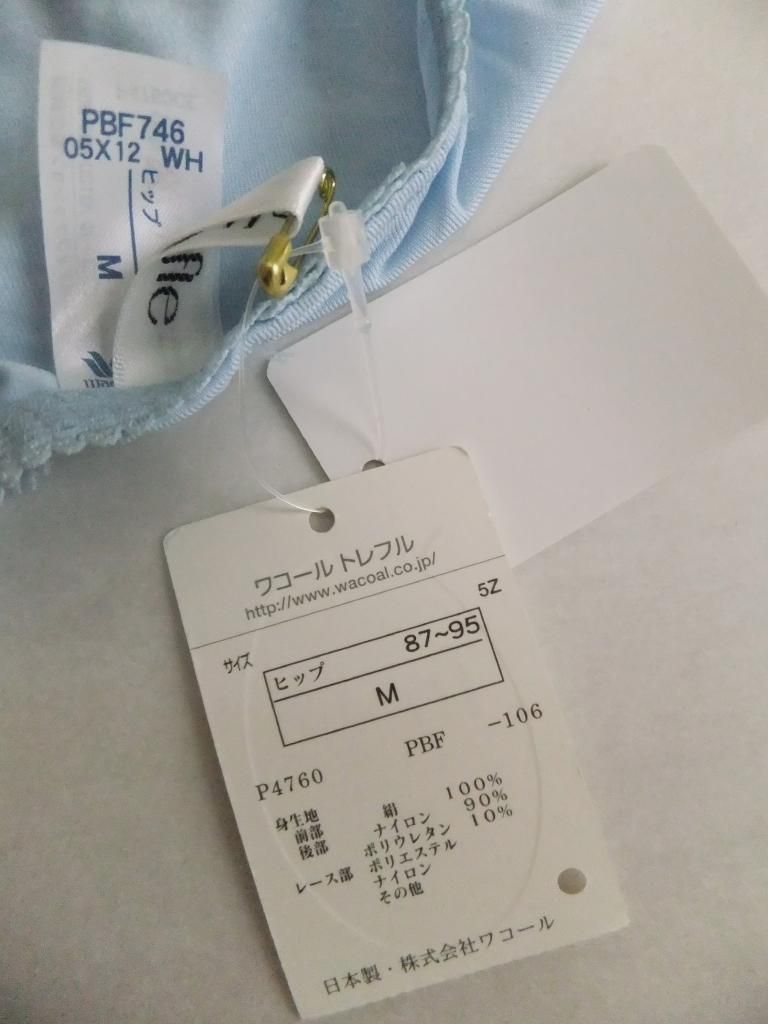 PBF746
05X12 WH
ヒップ
M
fle
ワコール トレフル
http://www.wacoal.co.jp/
5Z
サイズ
ヒップ 87~95
M
P4760 PBF -106
身生地
前部 絹 100%
後部 ナイロン 90%
ポリウレタン 10%
レース部 ポリエステル
ナイロン
その他
日本製・株式会社ワコール